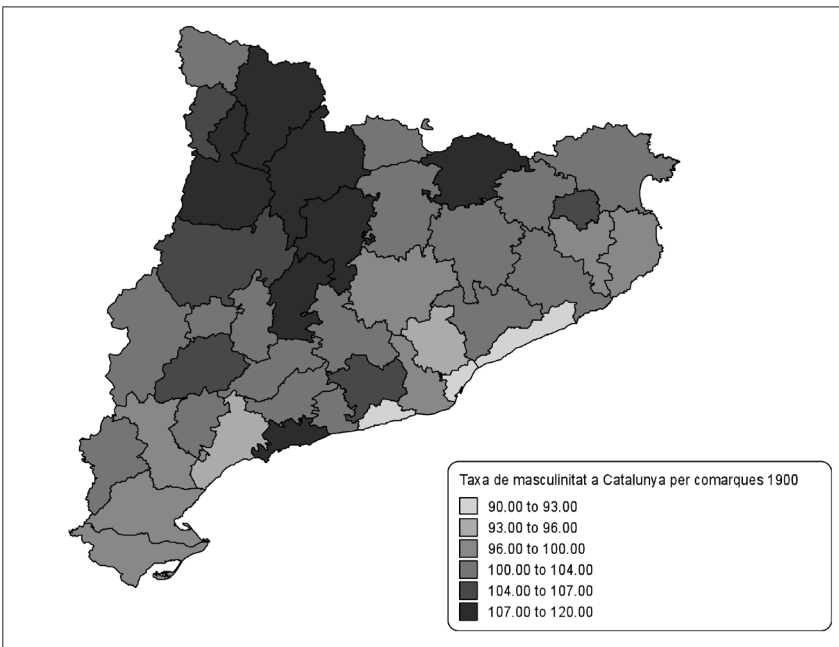 Taxa de masculinitat a Catalunya per comarques 1900
90.00 to 93.00
93.00 to 96.00
96.00 to 100.00
100.00 to 104.00
104.00 to 107.00
107.00 to 120.00